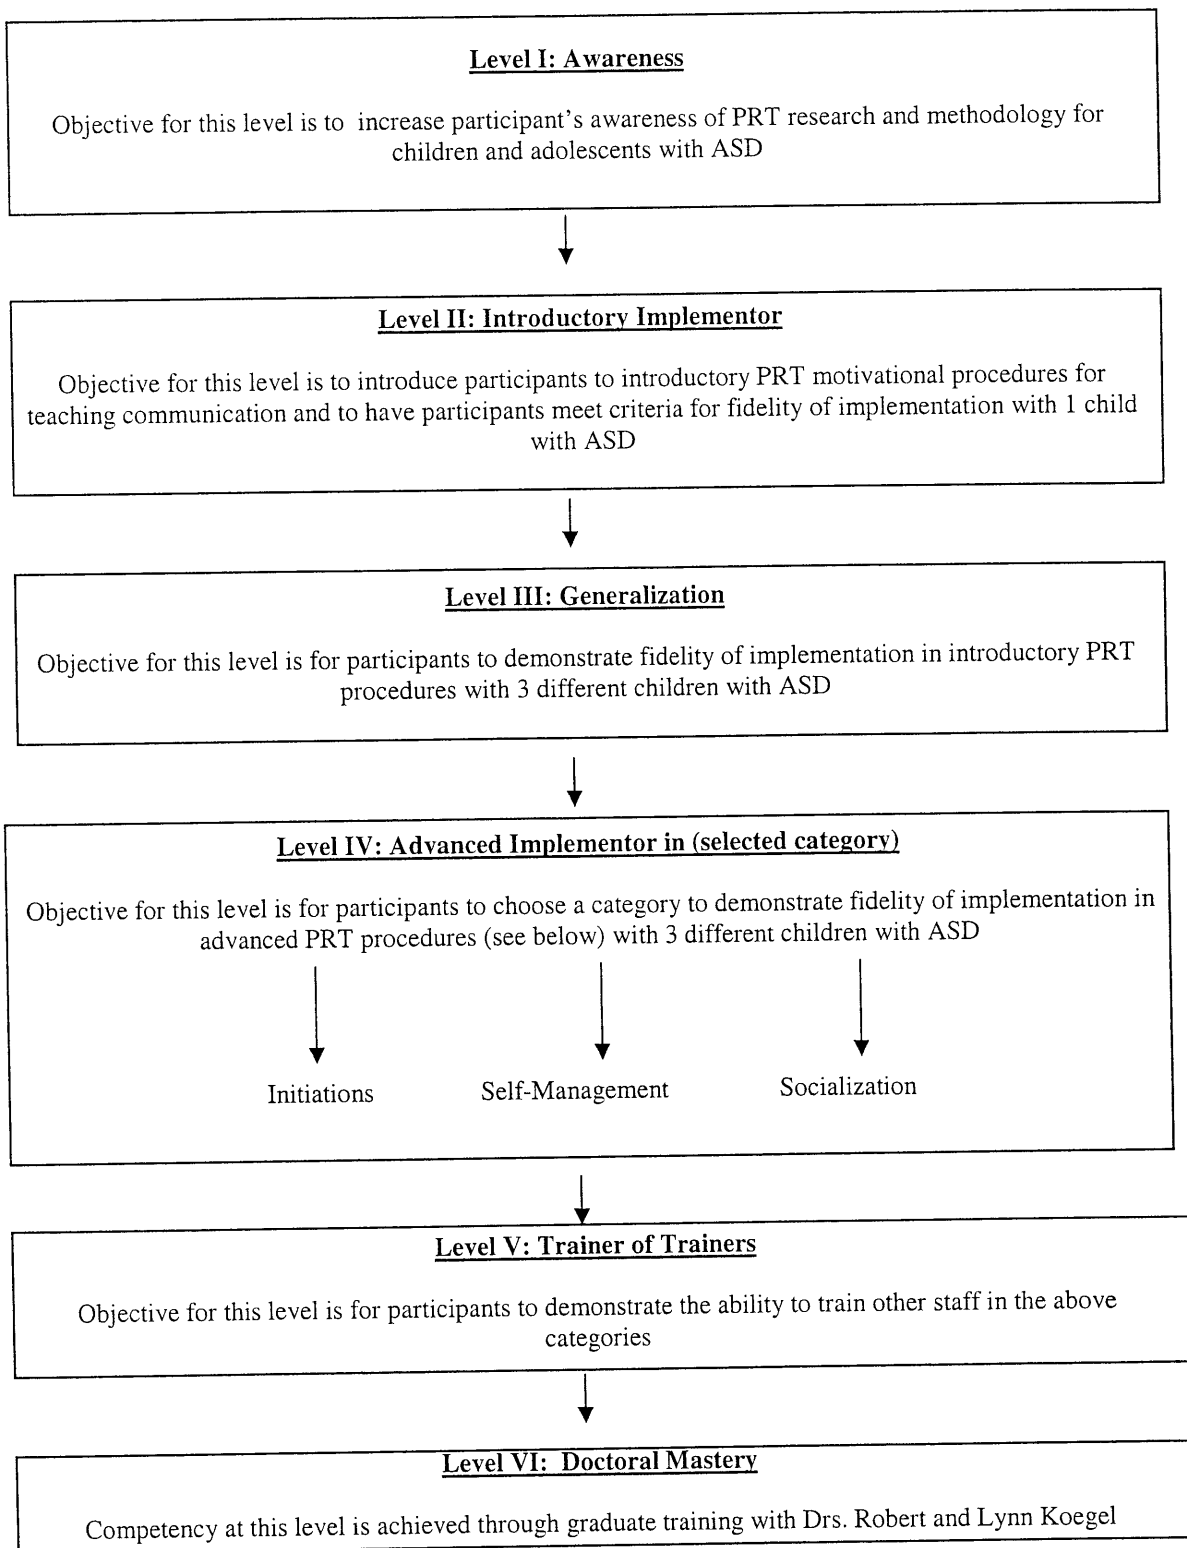 Level I: Awareness
Objective for this level is to increase participant's awareness of PRT research and methodology for
children and adolescents with ASD
Level II: Introductory Implementor
Objective for this level is to introduce participants to introductory PRT motivational procedures for
teaching communication and to have participants meet criteria for fidelity of implementation with 1 child
with ASD
Level III: Generalization
Objective for this level is for participants to demonstrate fidelity of implementation in introductory PRT
procedures with 3 different children with ASD
Level IV: Advanced Implementor in (selected category)
Objective for this level is for participants to choose a category to demonstrate fidelity of implementation in
advanced PRT procedures (see below) with 3 different children with ASD
Initiations Self-Management Socialization
Level V: Trainer of Trainers
Objective for this level is for participants to demonstrate the ability to train other staff in the above
categories
Level VI: Doctoral Mastery
Competency at this level is achieved through graduate training with Drs. Robert and Lynn Koegel